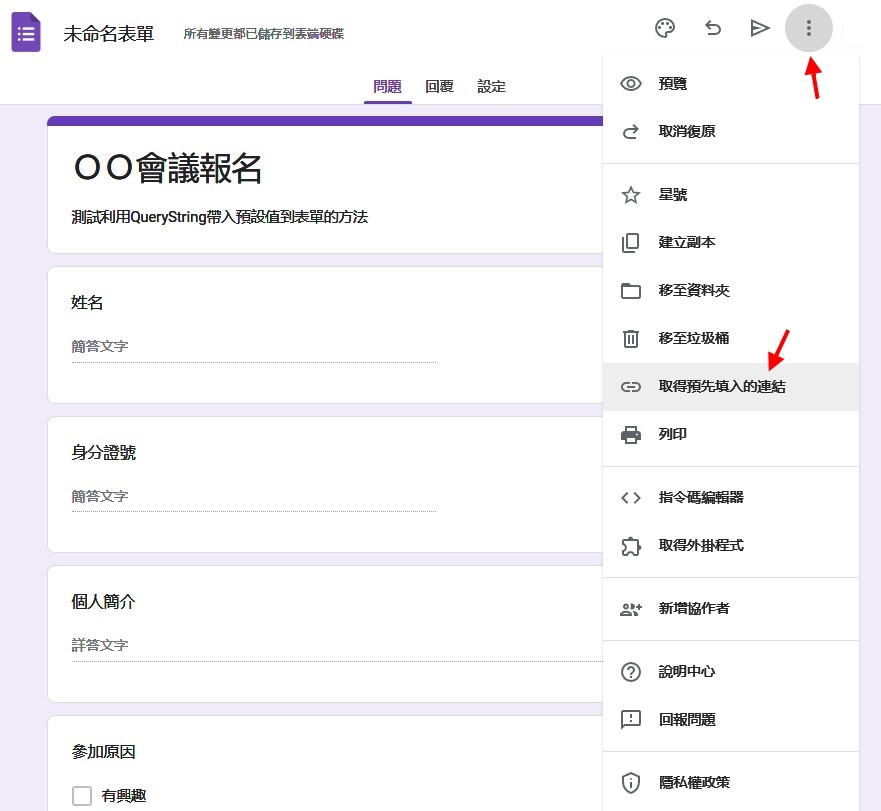 未命名表單
所有變更都已儲存到雲端硬碟
問題 回覆 設定
○○會議報名
測試利用QueryString帶入預設值到表單的方法
姓名
簡答文字
身分證號
簡答文字
個人簡介
詳答文字
參加原因
有興趣
預覽
取消復原
星號
建立副本
移至資料夾
移至垃圾桶
取得預先填入的連結
列印
指令碼編輯器
取得外掛程式
新增協作者
說明中心
回報問題
隱私權政策